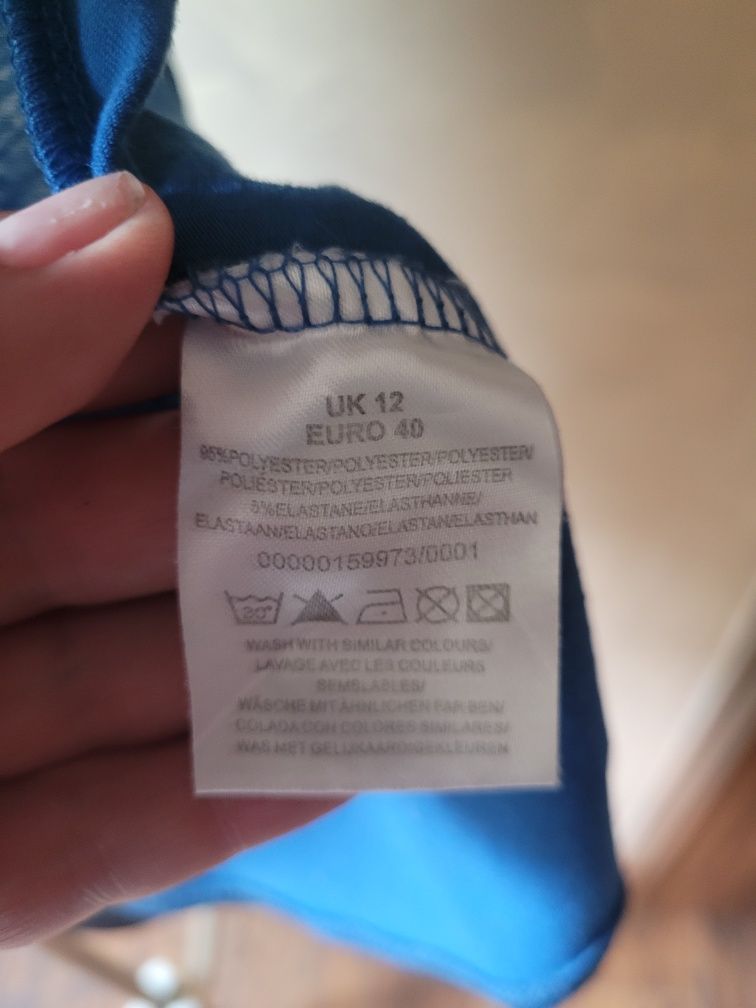 UK 12
EURO 40
95%POLYESTER/POLYESTER/POLYESTER/
POLIÉSTER/POLYESTER/POLIESTER
5%ELASTANE/ELASTHANNE/
ELASTAAN/ELASTANO/ELASTAN/ELASTHAN
00000159973/0001
30°
WASH WITH SIMILAR COLOURS/
LAVAGE AVEC LES COULEURS
SEMBLABLES/
WÄSCHE MIT ÄHNLICHEN FARBEN/
COLADA CON COLORES SIMILARES/
WAS MET GELIJKAARDIGE KLEUREN